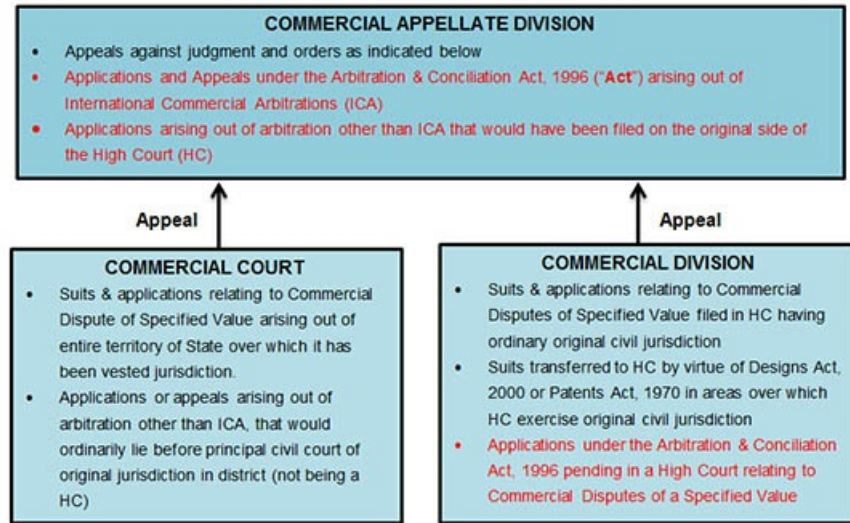 COMMERCIAL APPELLATE DIVISION
• Appeals against judgment and orders as indicated below
• Applications and Appeals under the Arbitration & Conciliation Act, 1996 ("Act") arising out of
International Commercial Arbitrations (ICA)
• Applications arising out of arbitration other than ICA that would have been filed on the original side of
the High Court (HC)
Appeal
Appeal
COMMERCIAL COURT
• Suits & applications relating to Commercial
Dispute of Specified Value arising out of
entire territory of State over which it has
been vested jurisdiction.
• Applications or appeals arising out of
arbitration other than ICA, that would
ordinarily lie before principal civil court of
original jurisdiction in district (not being a
HC)
COMMERCIAL DIVISION
• Suits & applications relating to Commercial
Disputes of Specified Value filed in HC having
ordinary original civil jurisdiction
• Suits transferred to HC by virtue of Designs Act,
2000 or Patents Act, 1970 in areas over which
HC exercise original civil jurisdiction
• Applications under the Arbitration & Conciliation
Act, 1996 pending in a High Court relating to
Commercial Disputes of a Specified Value